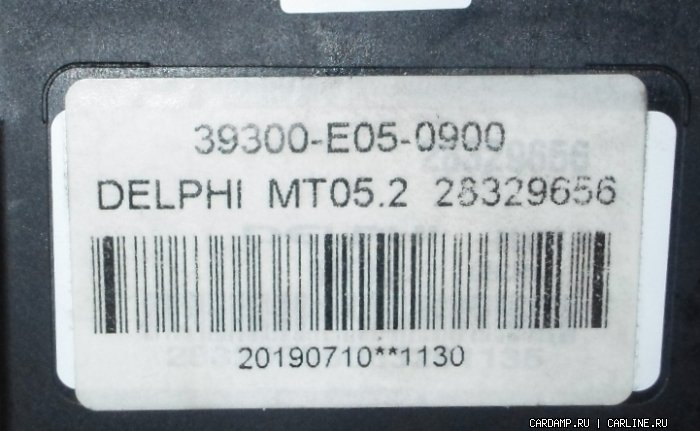 39300-E05-0900
DELPHI MT05.2 28329656
20190710**1130
CARDAMP.RU | CARLINE.RU